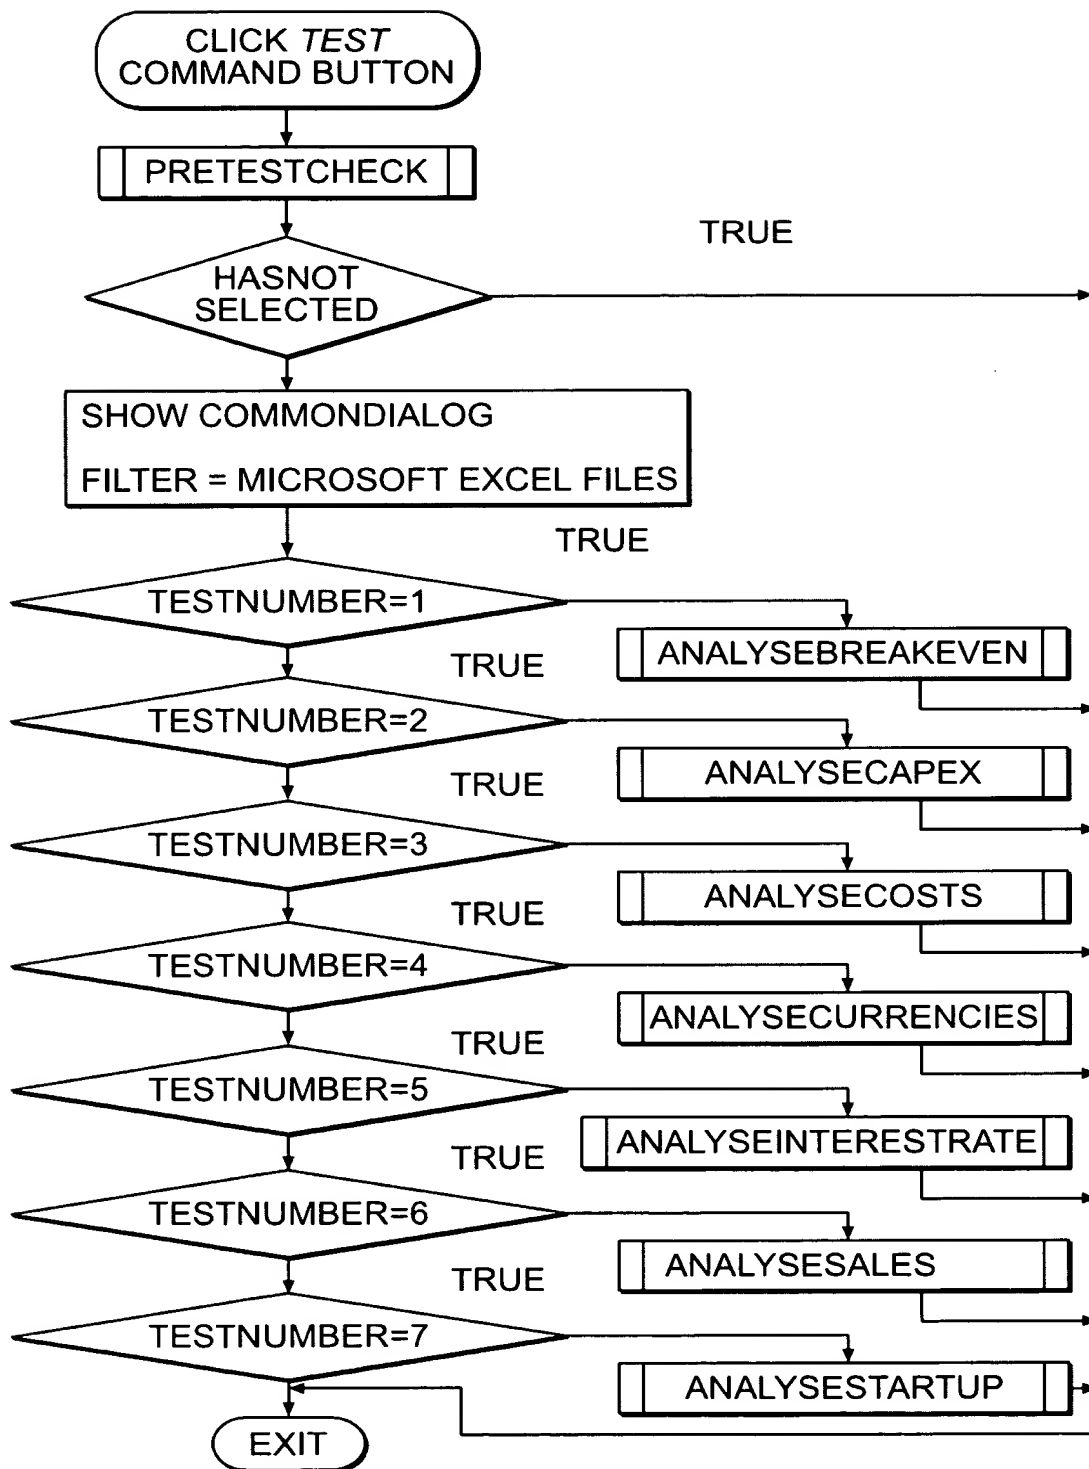 CLICK TEST
COMMAND BUTTON
PRETESTCHECK
TRUE
HASNOT
SELECTED
SHOW COMMONDIALOG
FILTER = MICROSOFT EXCEL FILES
TRUE
TESTNUMBER=1
ANALYSEBREAKEVEN
TRUE
TESTNUMBER=2
ANALYSECAPEX
TRUE
TESTNUMBER=3
ANALYSECOSTS
TRUE
TESTNUMBER=4
ANALYSECURRENCIES
TRUE
TESTNUMBER=5
ANALYSEINTERESTRATE
TRUE
TESTNUMBER=6
ANALYSESALES
TRUE
TESTNUMBER=7
ANALYSESTARTUP
EXIT